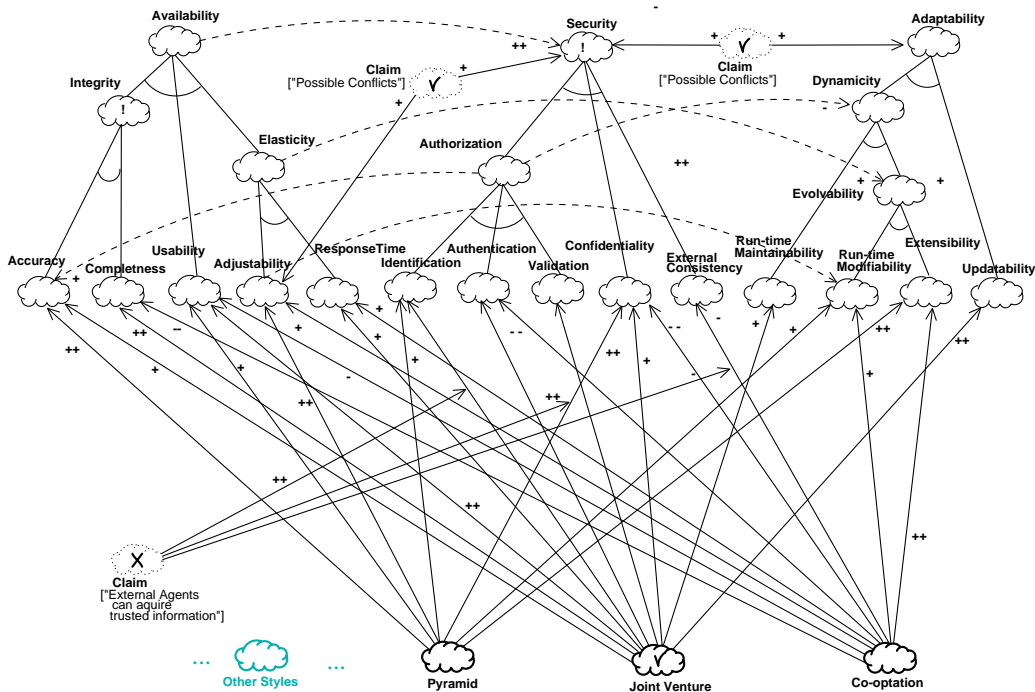 Availability
Security
Adaptability
-
+
+
++
Claim
["Possible Conflicts"]
+
+
!
Claim
["Possible Conflicts"]
Integrity
!
Dynamicity
-
Elasticity
Authorization
++
Evolvability
+
+
Accuracy
Completness
Usability
Adjustability
ResponseTime
Identification
Authentication
Validation
Confidentiality
External
Consistency
Run-time
Maintainability
Run-time
Modifiability
Extensibility
Updatability
+
++
++
--
+
+
+
-
++
+
+
+
+
--
++
+
--
-
-
+
+
+
++
++
++
++
++
++
Claim
["External Agents
can aquire
trusted information"]
...
Other Styles
...
Pyramid
Joint Venture
Co-optation